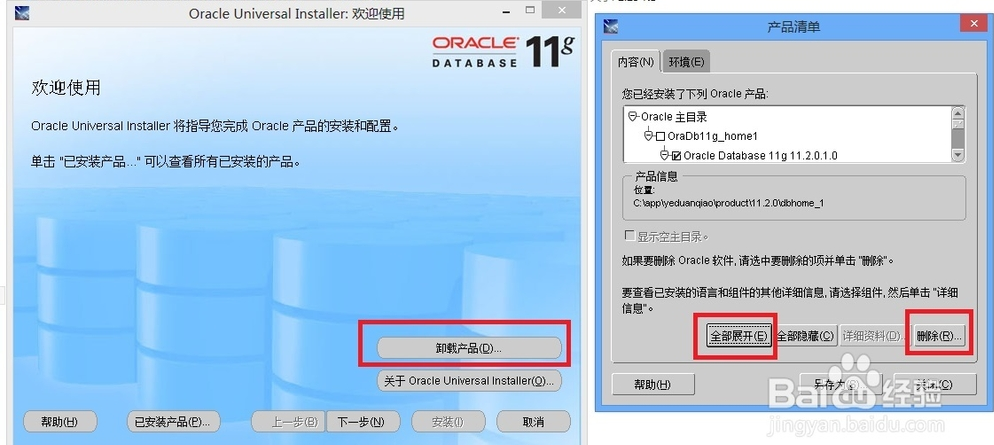 Oracle Universal Installer: 欢迎使用
ORACLE
DATABASE 11g
欢迎使用
Oracle Universal Installer 将指导您完成 Oracle 产品的安装和配置。
单击 "已安装产品..." 可以查看所有已安装的产品。
卸载产品(D)...
关于 Oracle Universal Installer(O)...
帮助(H)
已安装产品(P)...
上一步(B)
下一步(N)
安装(I)
取消
产品清单
内容(N)
环境(E)
您已经安装了下列 Oracle 产品:
Oracle 主目录
OraDb11g_home1
Oracle Database 11g 11.2.0.1.0
产品信息
位置:
C:\app\yeduanqiao\product\11.2.0\dbhome_1
显示空主目录。
如果要删除 Oracle 软件, 请选中要删除的项并单击 "删除"。
要查看已安装的语言和组件的其他详细信息, 请选择组件, 然后单击 "详细
信息"。
全部展开(E)
全部隐藏(C)
详细资料(D)...
删除(R)...
帮助(H)
Baidu经验
jingyan.baidu.com